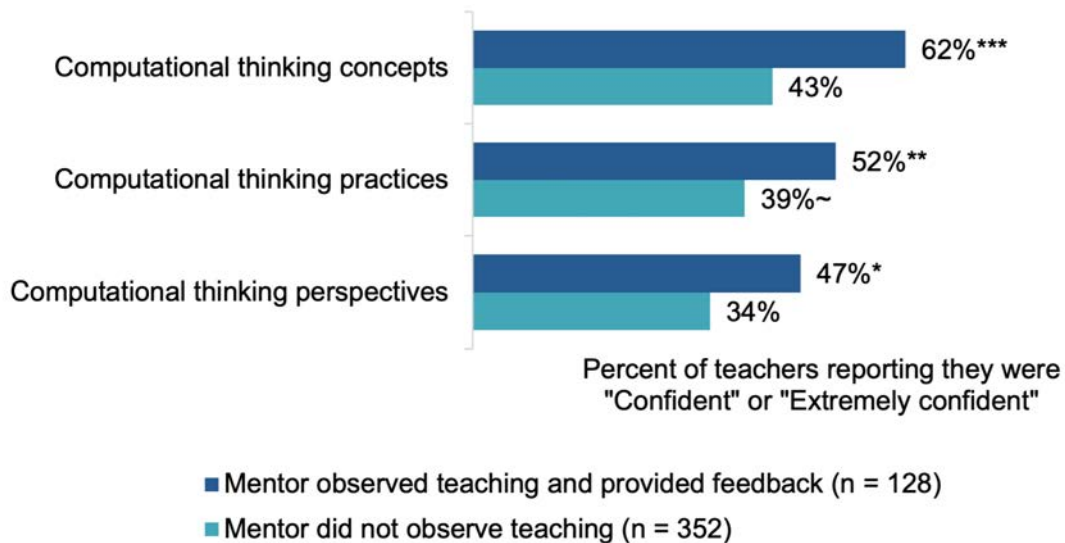 Computational thinking concepts
62%***
43%
Computational thinking practices
52%**
39%~
Computational thinking perspectives
47%*
34%
Percent of teachers reporting they were
"Confident" or "Extremely confident"
Mentor observed teaching and provided feedback (n = 128)
Mentor did not observe teaching (n = 352)